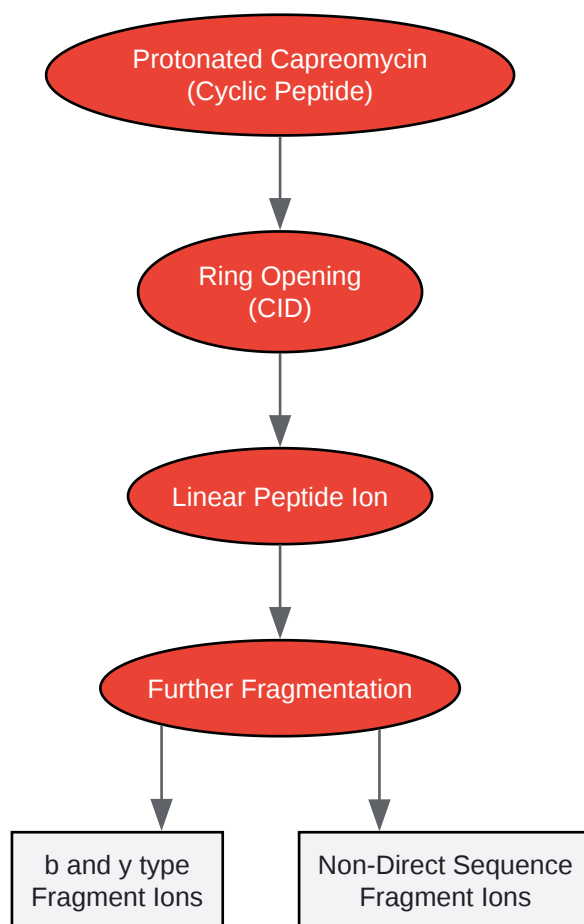 Protonated Capreomycin
(Cyclic Peptide)
Ring Opening
(CID)
Linear Peptide Ion
Further Fragmentation
b and y type
Fragment Ions
Non-Direct Sequence
Fragment Ions